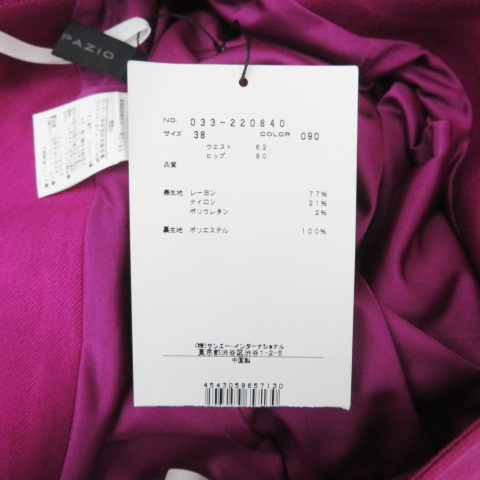 PAZIO
NO. 033-220840
サイズ 38 COLOR 090
ウエスト 62
ヒップ 90
品質
表生地 レーヨン 77%
ナイロン 21%
ポリウレタン 2%
裏生地 ポリエステル 100%
(株)サンエー・インターナショナル
東京都渋谷区渋谷1-2-5
中国製
4543059657130